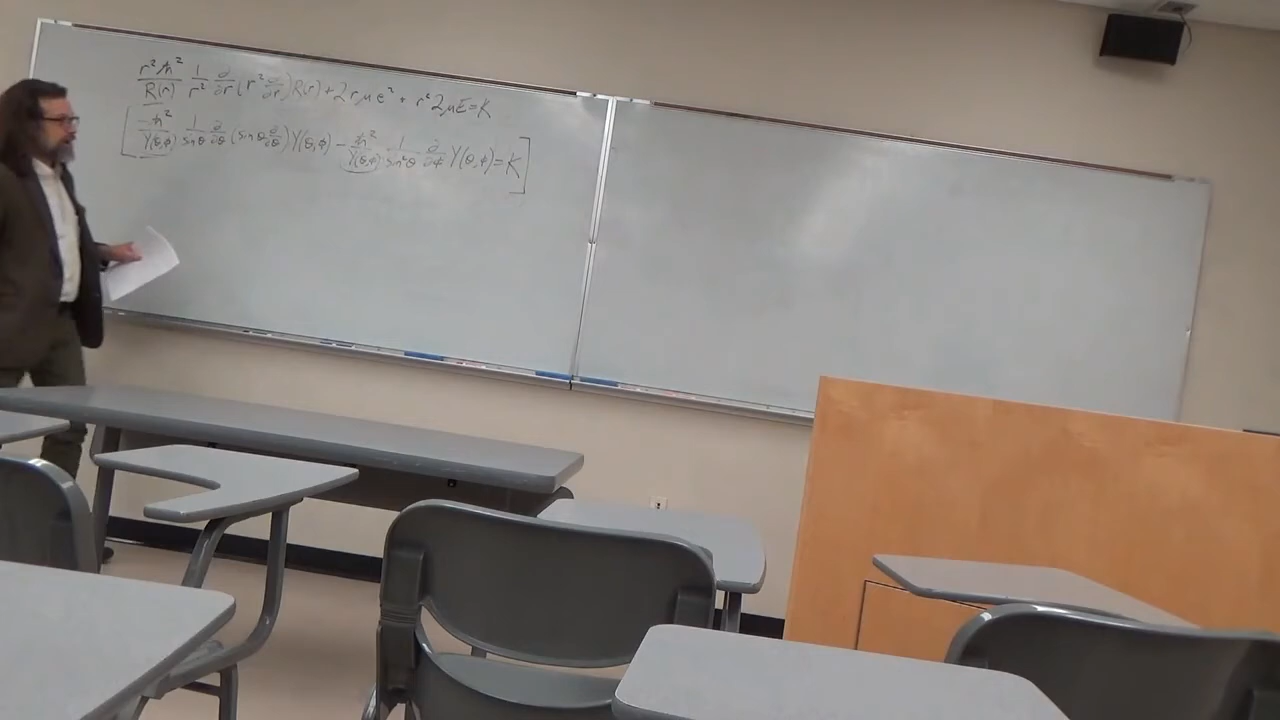 r²ħ²/R(r) 1/r² ∂/∂r (r² ∂/∂r) R(r) + 2rμe² + r²2μE = K
[-ħ²/Y(θ,φ) 1/sinθ ∂/∂θ (sinθ ∂/∂θ) Y(θ,φ) - ħ²/Y(θ,φ) 1/sin²θ ∂/∂φ Y(θ,φ) = K]